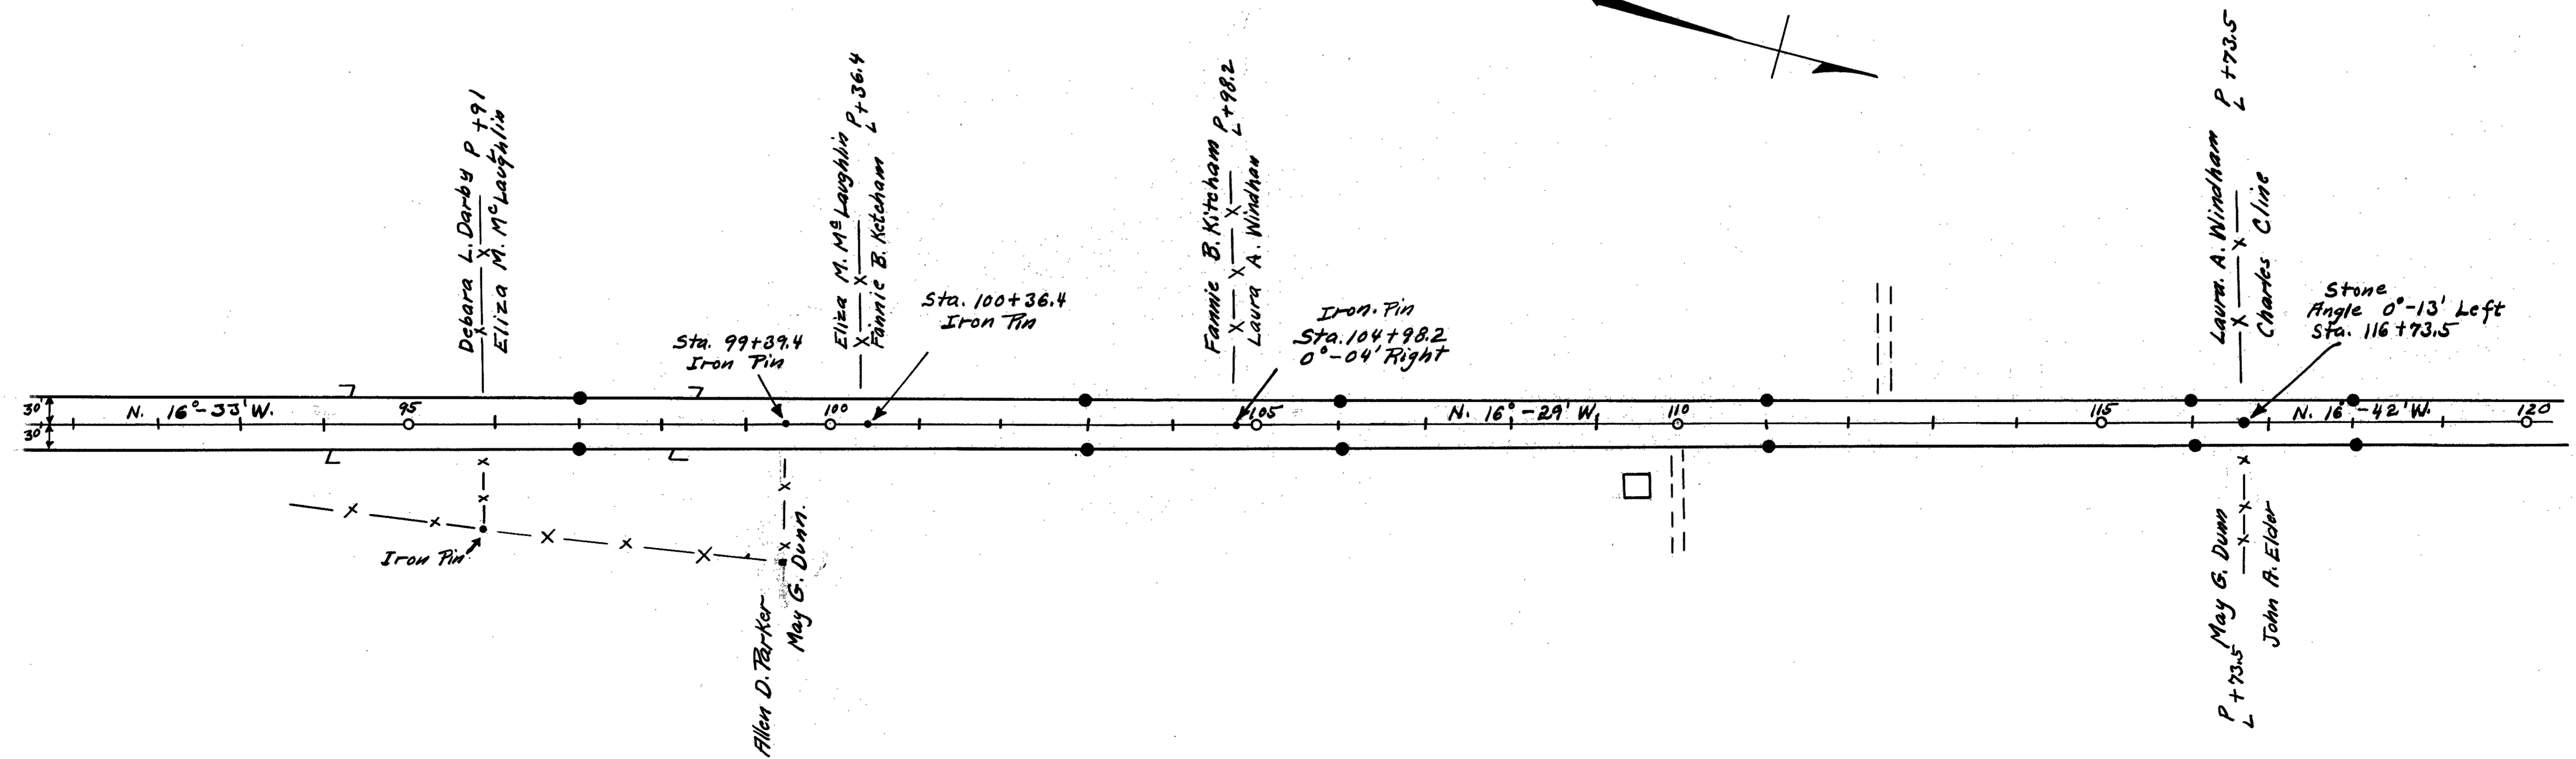 Debara L. Darby P L +91
Eliza M. McLaughlin
Eliza M. Mc Laughlin P L +36.4
Fannie B. Ketcham
Fannie B. Kitcham P L +98.2
Laura A. Windhan
Laura. A. Windham P L +73.5
Charles Cline
Sta. 99+39.4
Iron Pin
Sta. 100+36.4
Iron Pin
Iron. Pin
Sta. 104+98.2
0°-04' Right
Stone
Angle 0°-13' Left
Sta. 116+73.5
30'
30'
N. 16°-33' W.
95
100
105
N. 16°-29' W.
110
115
N. 16°-42' W.
120
Iron Pin
Allen D. Parker
May G. Dunn.
P L +73.5 May G. Dunn
John A. Elder